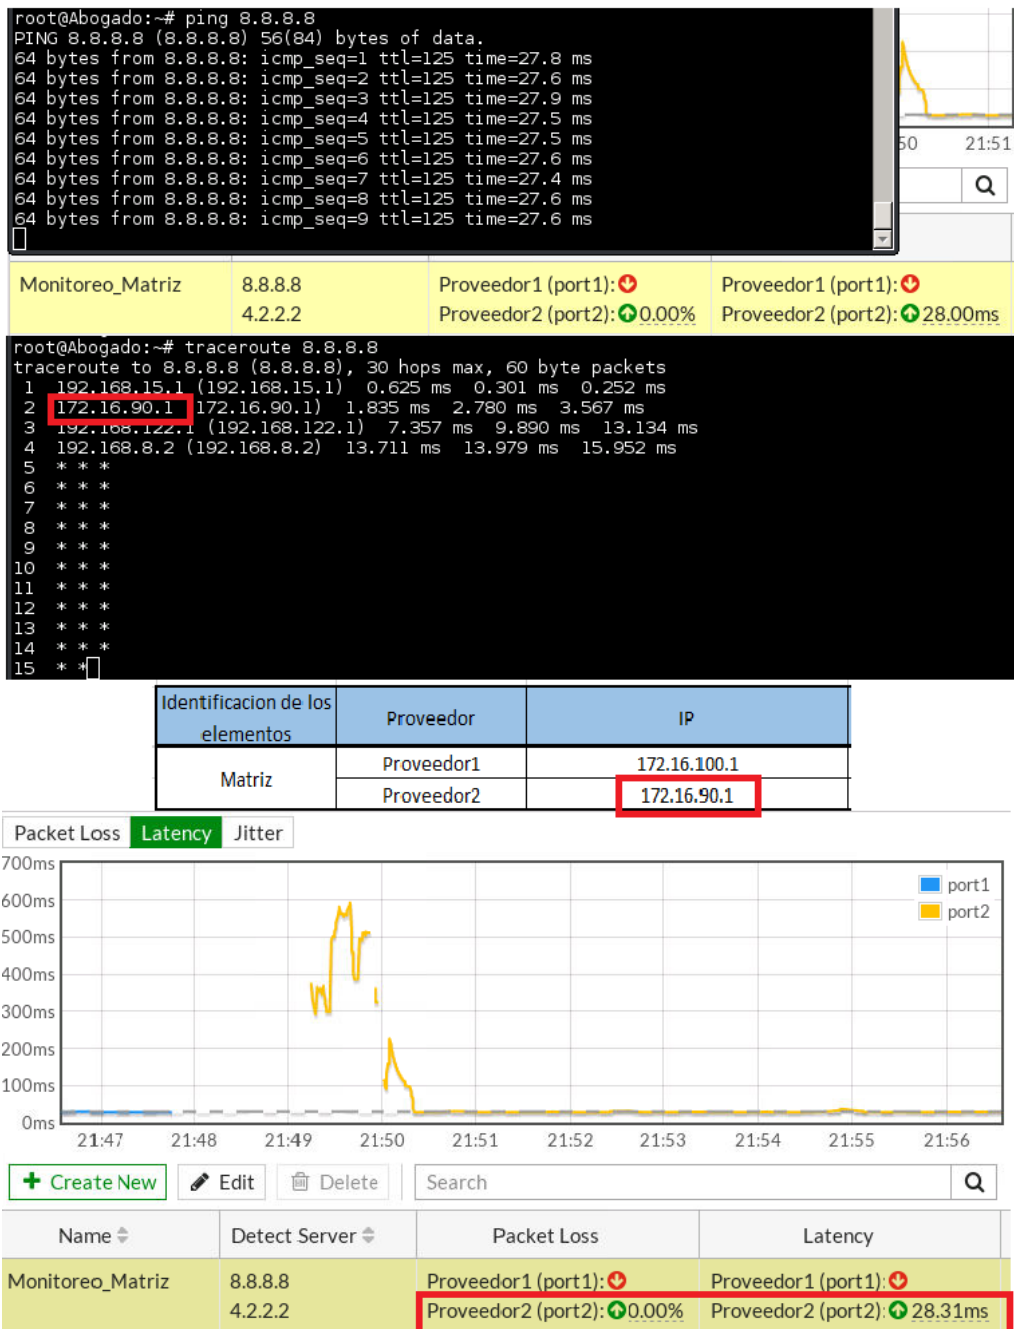 root@Abogado:~# ping 8.8.8.8
PING 8.8.8.8 (8.8.8.8) 56(84) bytes of data.
64 bytes from 8.8.8.8: icmp_seq=1 ttl=125 time=27.8 ms
64 bytes from 8.8.8.8: icmp_seq=2 ttl=125 time=27.6 ms
64 bytes from 8.8.8.8: icmp_seq=3 ttl=125 time=27.9 ms
64 bytes from 8.8.8.8: icmp_seq=4 ttl=125 time=27.5 ms
64 bytes from 8.8.8.8: icmp_seq=5 ttl=125 time=27.5 ms
64 bytes from 8.8.8.8: icmp_seq=6 ttl=125 time=27.6 ms
64 bytes from 8.8.8.8: icmp_seq=7 ttl=125 time=27.4 ms
64 bytes from 8.8.8.8: icmp_seq=8 ttl=125 time=27.6 ms
64 bytes from 8.8.8.8: icmp_seq=9 ttl=125 time=27.6 ms
50 21:51
Monitoreo_Matriz 8.8.8.8 Proveedor1 (port1): Proveedor1 (port1):
4.2.2.2 Proveedor2 (port2): 0.00% Proveedor2 (port2): 28.00ms
root@Abogado:~# traceroute 8.8.8.8
traceroute to 8.8.8.8 (8.8.8.8), 30 hops max, 60 byte packets
1 192.168.15.1 (192.168.15.1) 0.625 ms 0.301 ms 0.252 ms
2 172.16.90.1 172.16.90.1) 1.835 ms 2.780 ms 3.567 ms
3 192.168.122.1 (192.168.122.1) 7.357 ms 9.890 ms 13.134 ms
4 192.168.8.2 (192.168.8.2) 13.711 ms 13.979 ms 15.952 ms
5 * * *
6 * * *
7 * * *
8 * * *
9 * * *
10 * * *
11 * * *
12 * * *
13 * * *
14 * * *
15 * *
Identificacion de los elementos Proveedor IP
Matriz Proveedor1 172.16.100.1
Proveedor2 172.16.90.1
Packet Loss Latency Jitter
700ms
600ms
500ms
400ms
300ms
200ms
100ms
0ms
port1
port2
21:47 21:48 21:49 21:50 21:51 21:52 21:53 21:54 21:55 21:56
+ Create New Edit Delete Search
Name Detect Server Packet Loss Latency
Monitoreo_Matriz 8.8.8.8 Proveedor1 (port1): Proveedor1 (port1):
4.2.2.2 Proveedor2 (port2): 0.00% Proveedor2 (port2): 28.31ms